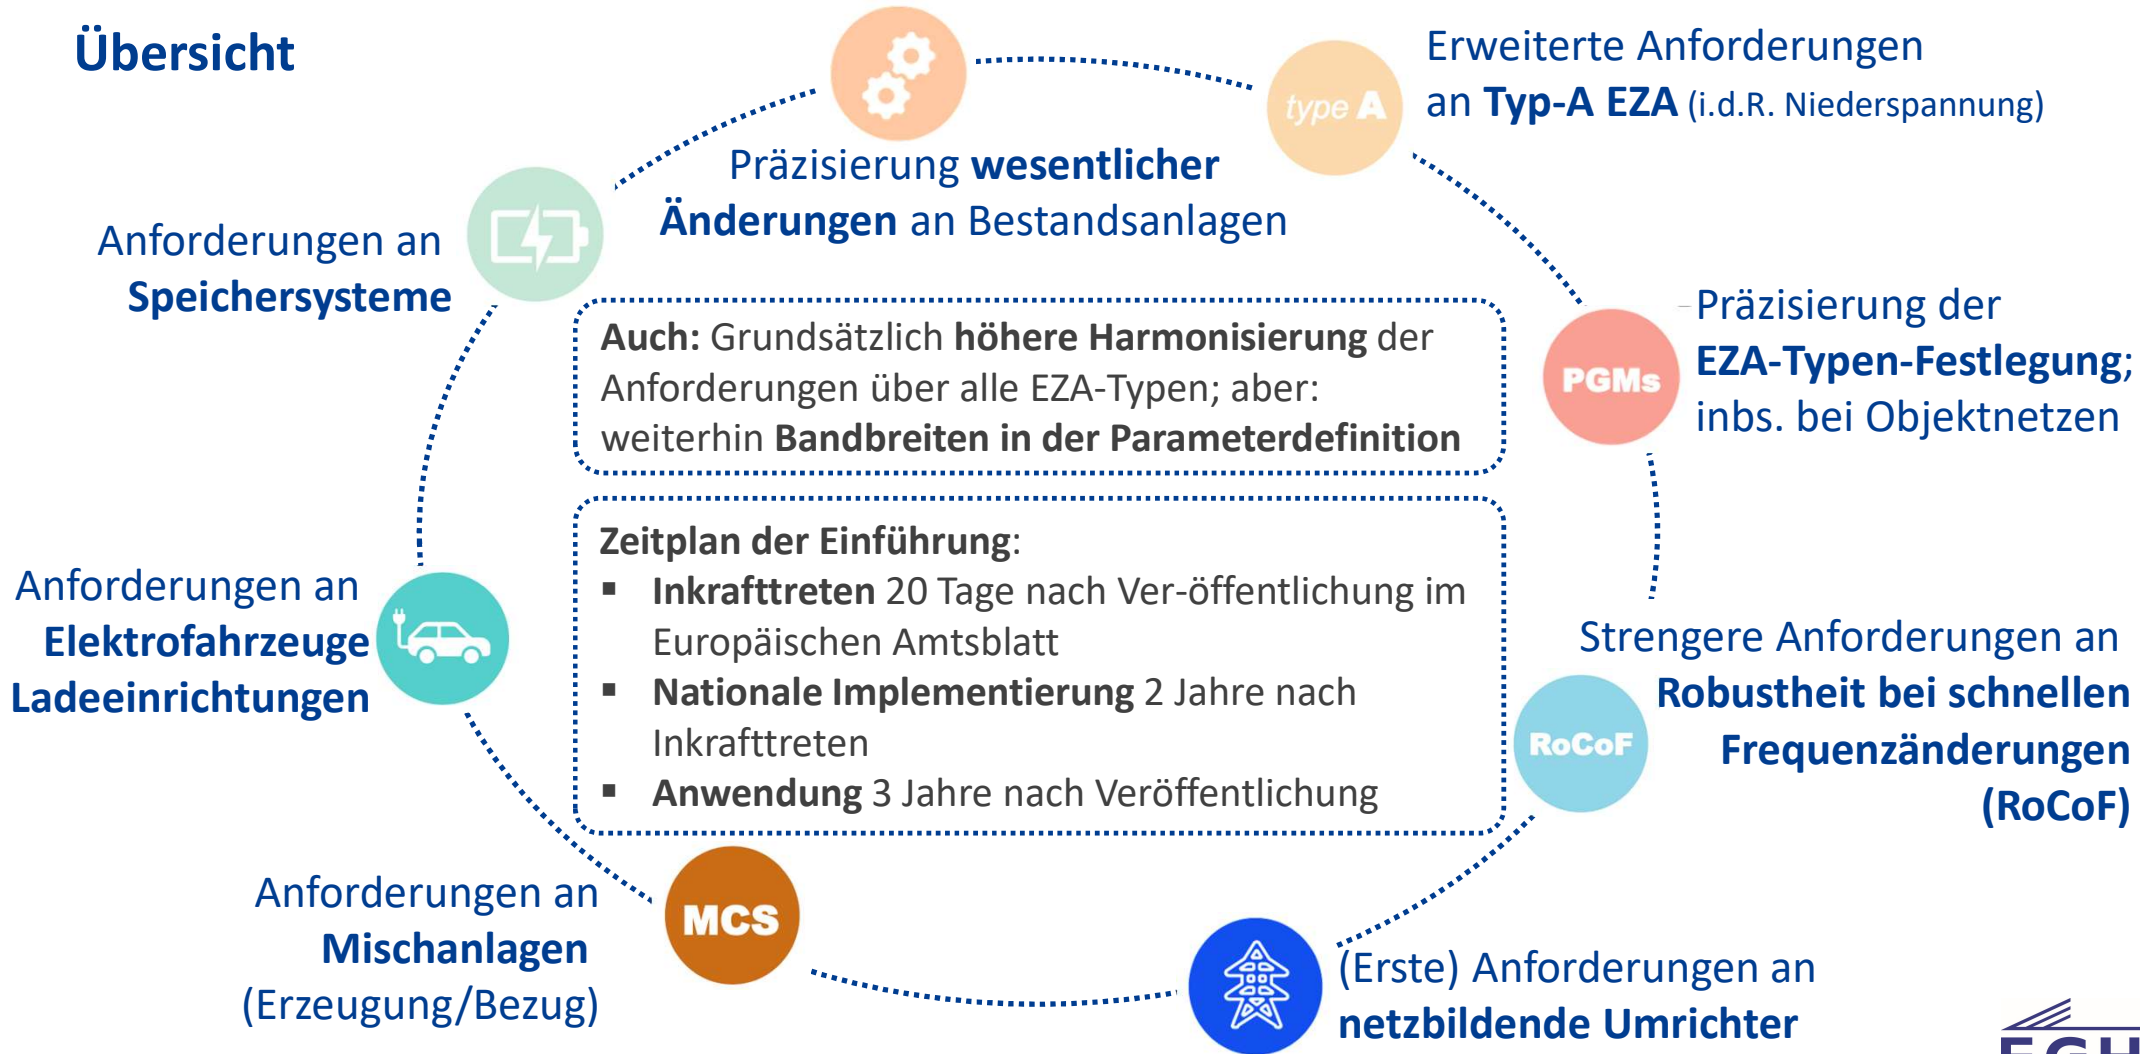 Übersicht
type A
Erweiterte Anforderungen
an Typ-A EZA (i.d.R. Niederspannung)
Präzisierung wesentlicher
Änderungen an Bestandsanlagen
Anforderungen an
Speichersysteme
PGMs
Präzisierung der
EZA-Typen-Festlegung;
inbs. bei Objektnetzen
Auch: Grundsätzlich höhere Harmonisierung der
Anforderungen über alle EZA-Typen; aber:
weiterhin Bandbreiten in der Parameterdefinition
Zeitplan der Einführung:
▪ Inkrafttreten 20 Tage nach Ver-öffentlichung im
Europäischen Amtsblatt
▪ Nationale Implementierung 2 Jahre nach
Inkrafttreten
▪ Anwendung 3 Jahre nach Veröffentlichung
Anforderungen an
Elektrofahrzeuge
Ladeeinrichtungen
RoCoF
Strengere Anforderungen an
Robustheit bei schnellen
Frequenzänderungen
(RoCoF)
MCS
Anforderungen an
Mischanlagen
(Erzeugung/Bezug)
(Erste) Anforderungen an
netzbildende Umrichter